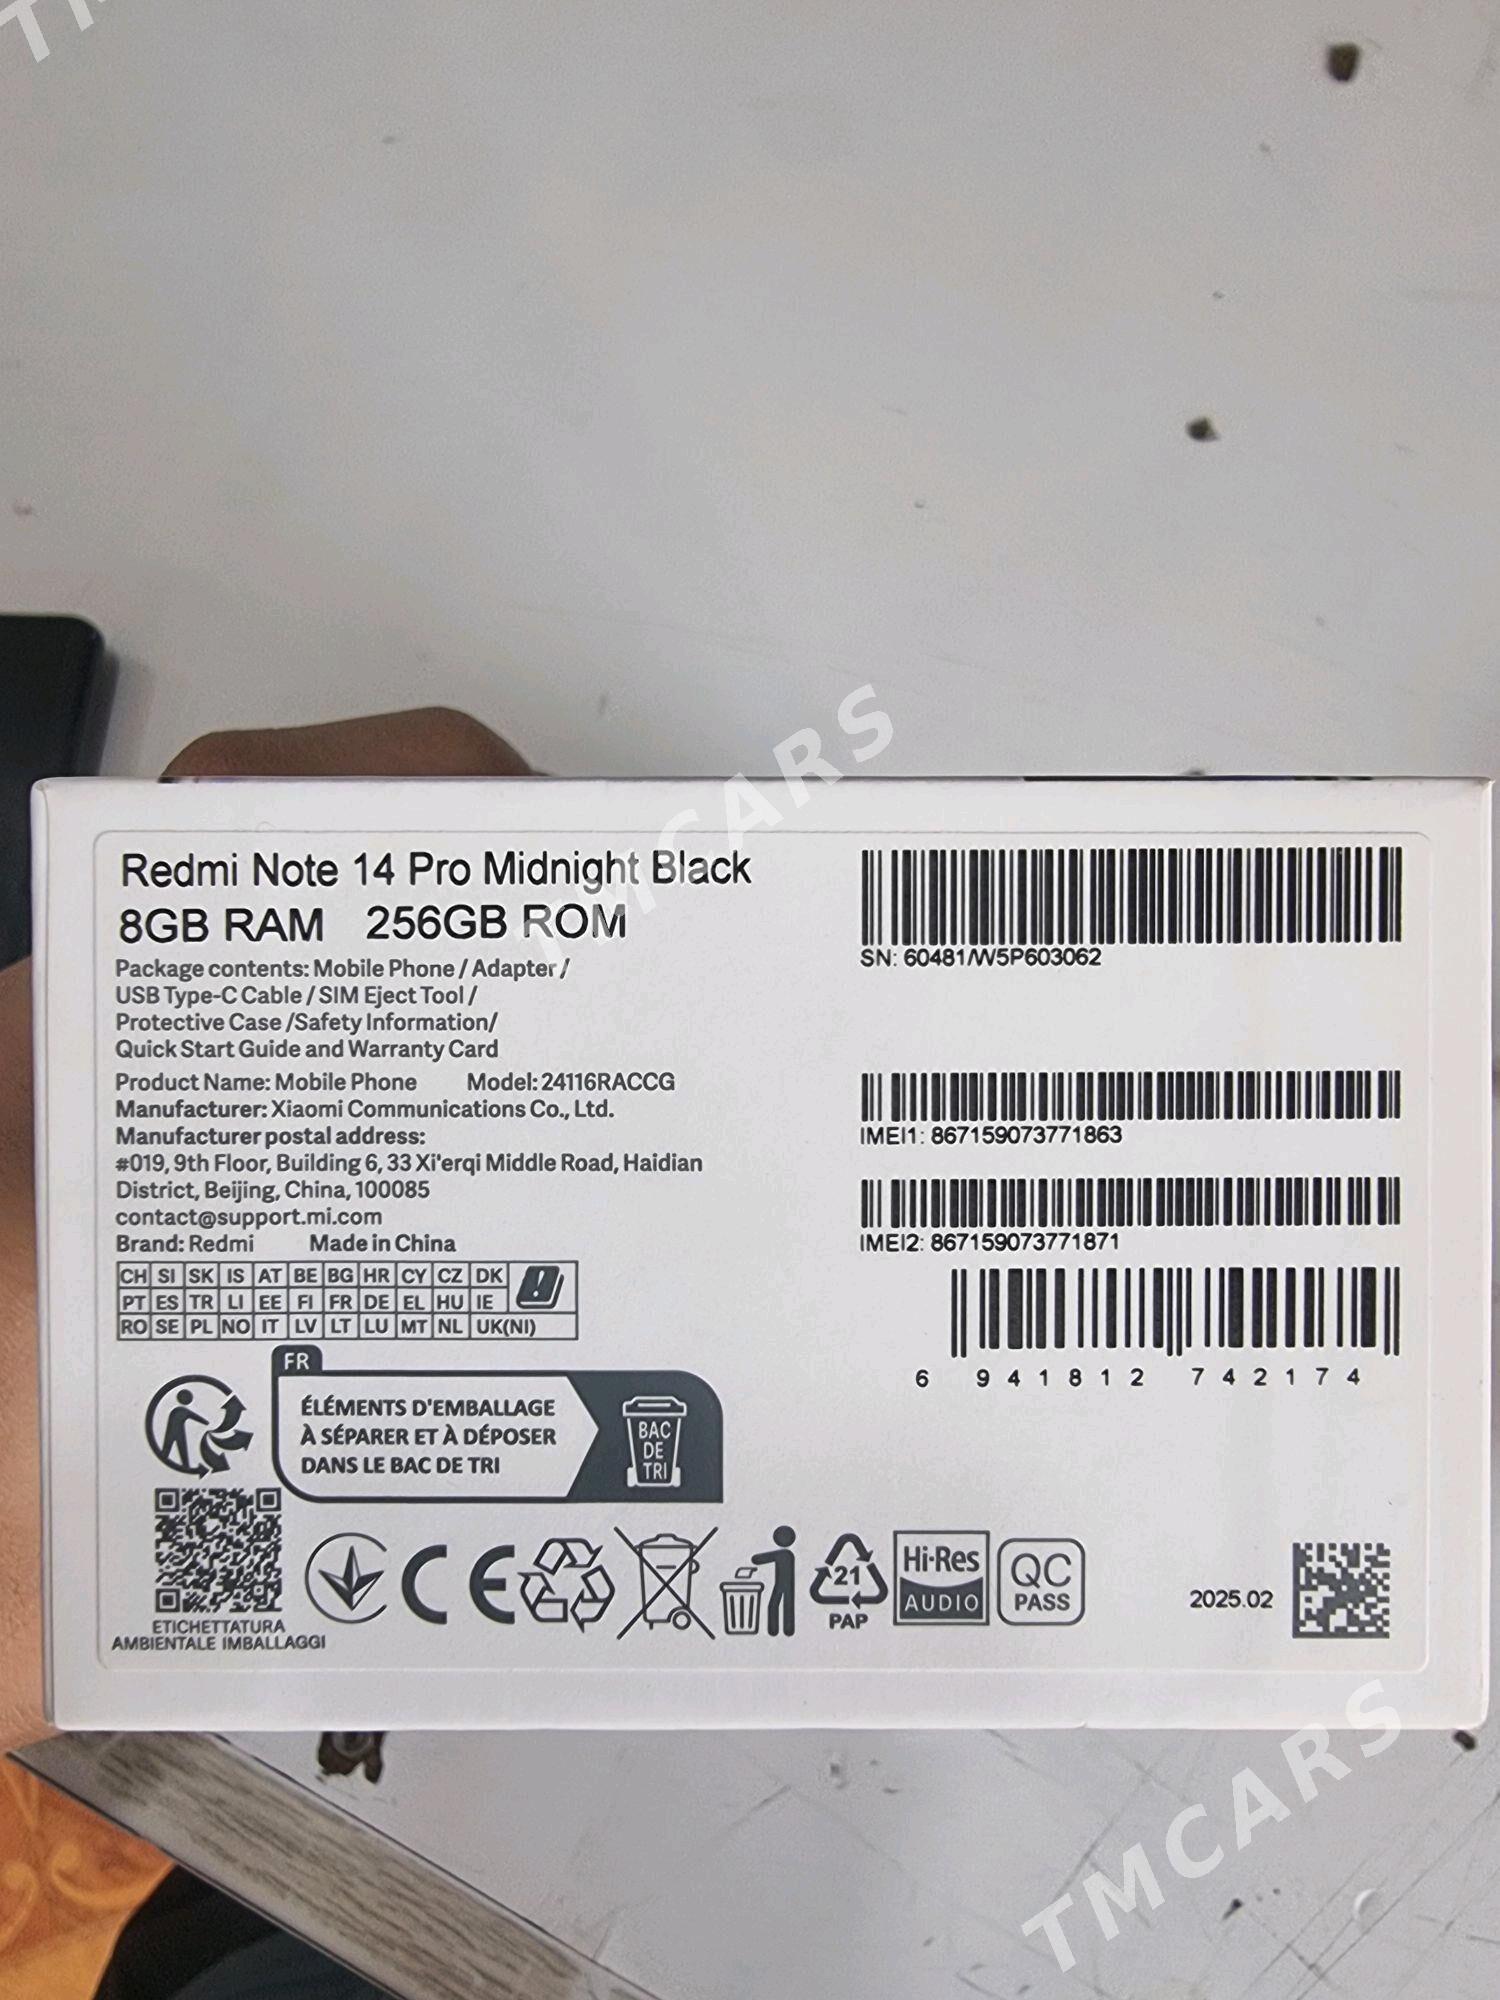 Redmi Note 14 Pro Midnight Black
8GB RAM 256GB ROM
Package contents: Mobile Phone / Adapter /
USB Type-C Cable / SIM Eject Tool /
Protective Case /Safety Information/
Quick Start Guide and Warranty Card
Product Name: Mobile Phone Model: 24116RACCG
Manufacturer: Xiaomi Communications Co., Ltd.
Manufacturer postal address:
#019, 9th Floor, Building 6, 33 Xi'erqi Middle Road, Haidian
District, Beijing, China, 100085
contact@support.mi.com
Brand: Redmi Made in China
CH SI SK IS AT BE BG HR CY CZ DK
PT ES TR LI EE FI FR DE EL HU IE
RO SE PL NO IT LV LT LU MT NL UK(NI)
FR
ÉLÉMENTS D'EMBALLAGE
À SÉPARER ET À DÉPOSER
DANS LE BAC DE TRI
BAC
DE
TRI
ETICHETTATURA
AMBIENTALE IMBALLAGGI
CE
21
PAP
Hi-Res
AUDIO
QC
PASS
2025.02
SN: 60481/W5P603062
IMEI1: 867159073771863
IMEI2: 867159073771871
6 941812 742174
TMCARS
TMCARS